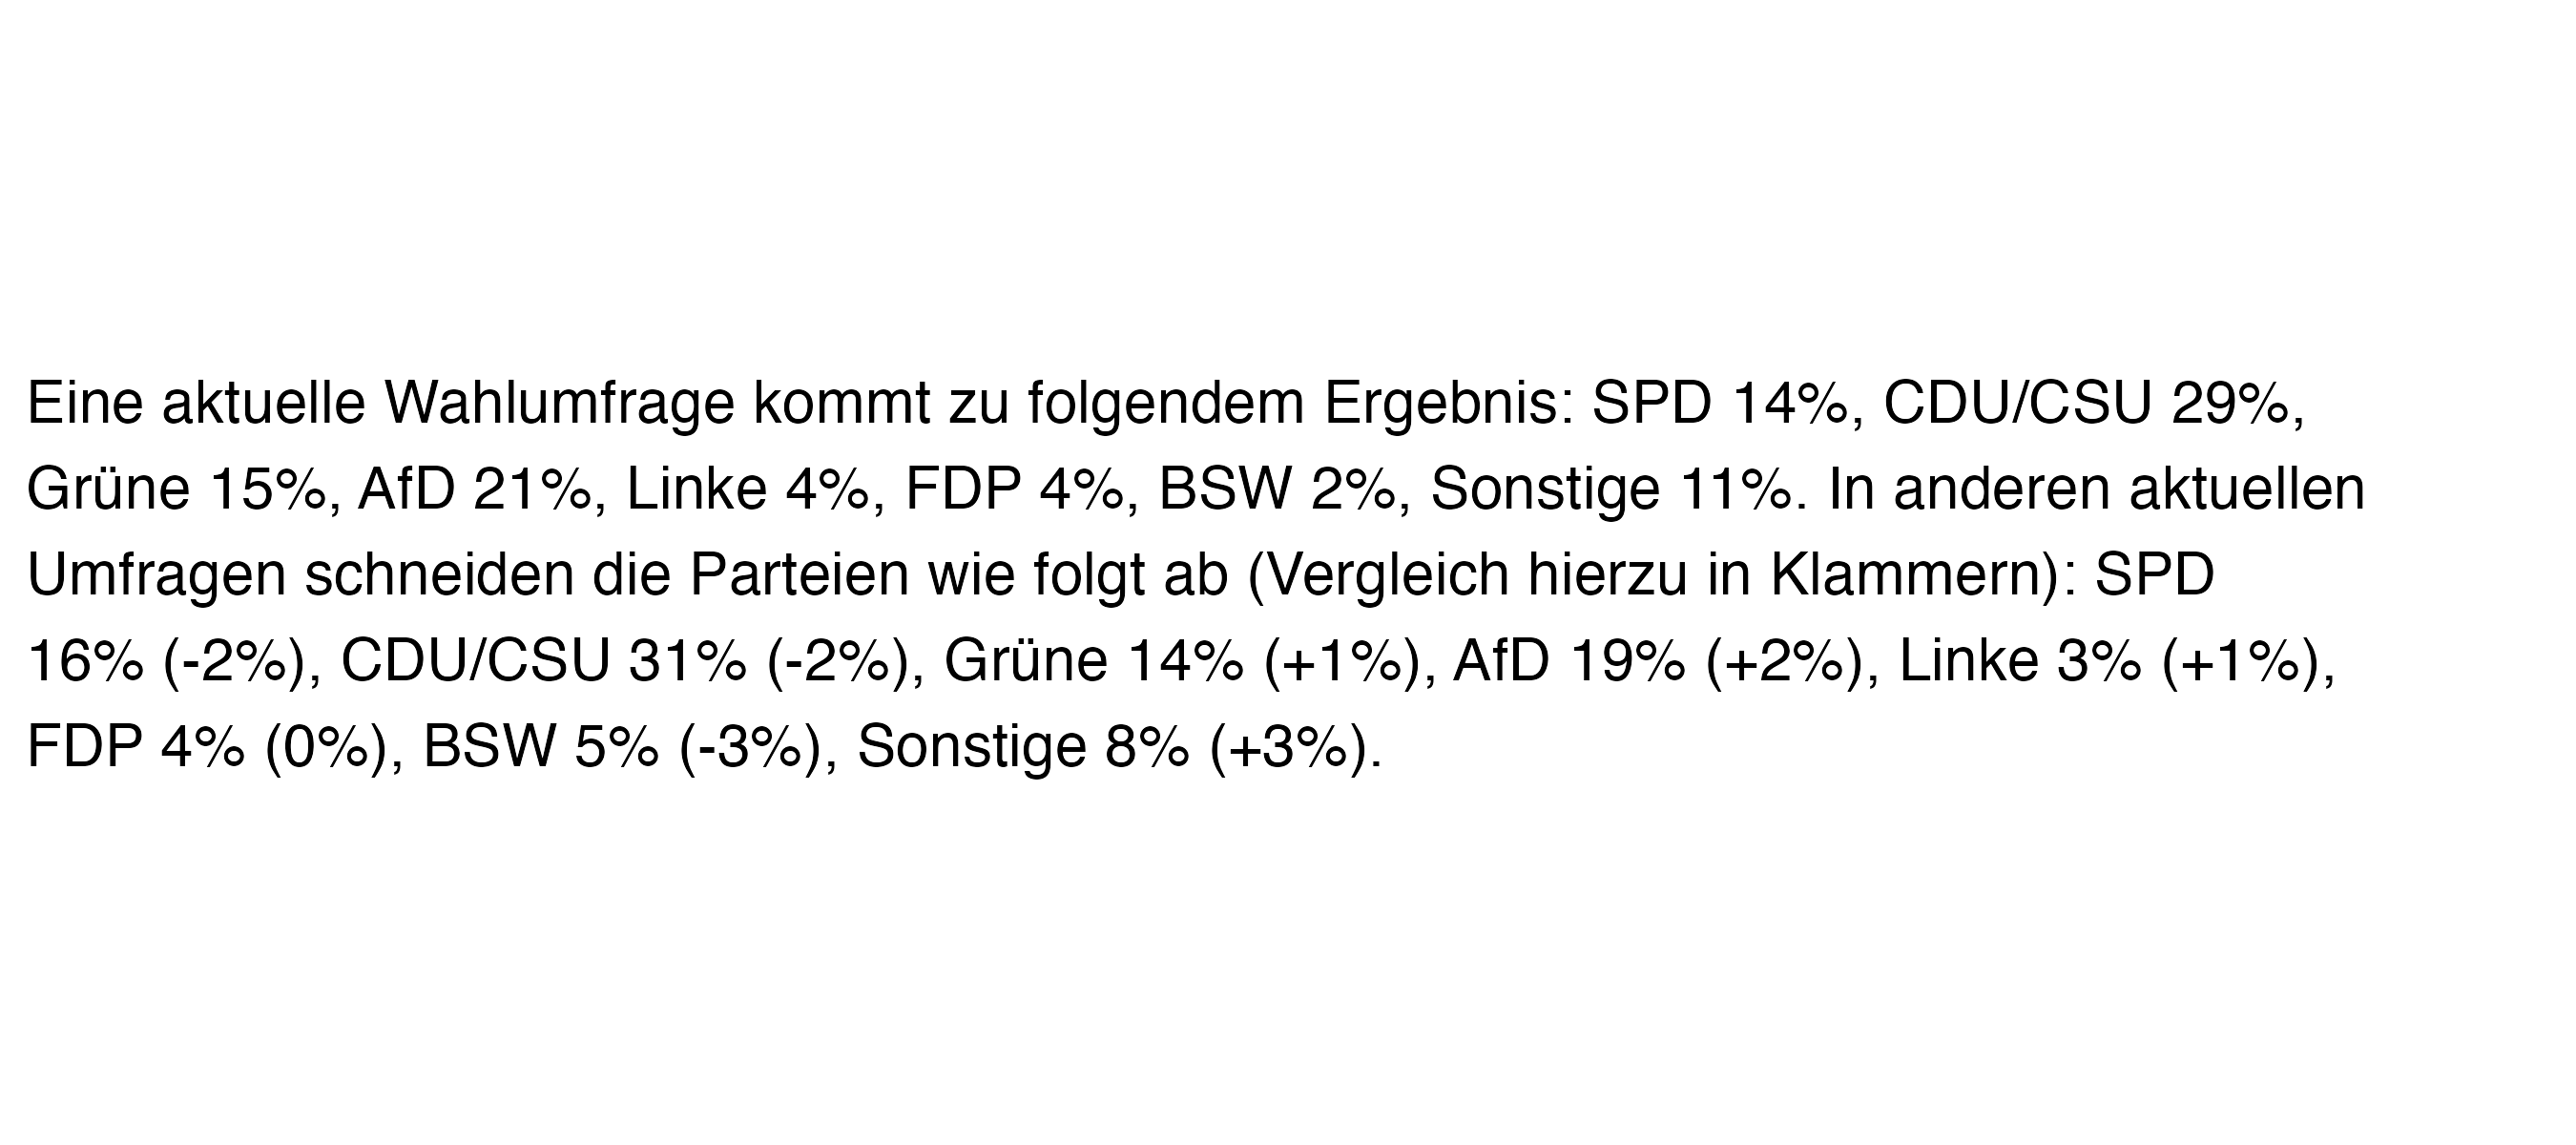 Eine aktuelle Wahlumfrage kommt zu folgendem Ergebnis: SPD 14%, CDU/CSU 29%,
Grüne 15%, AfD 21%, Linke 4%, FDP 4%, BSW 2%, Sonstige 11%. In anderen aktuellen
Umfragen schneiden die Parteien wie folgt ab (Vergleich hierzu in Klammern): SPD
16% (-2%), CDU/CSU 31% (-2%), Grüne 14% (+1%), AfD 19% (+2%), Linke 3% (+1%),
FDP 4% (0%), BSW 5% (-3%), Sonstige 8% (+3%).